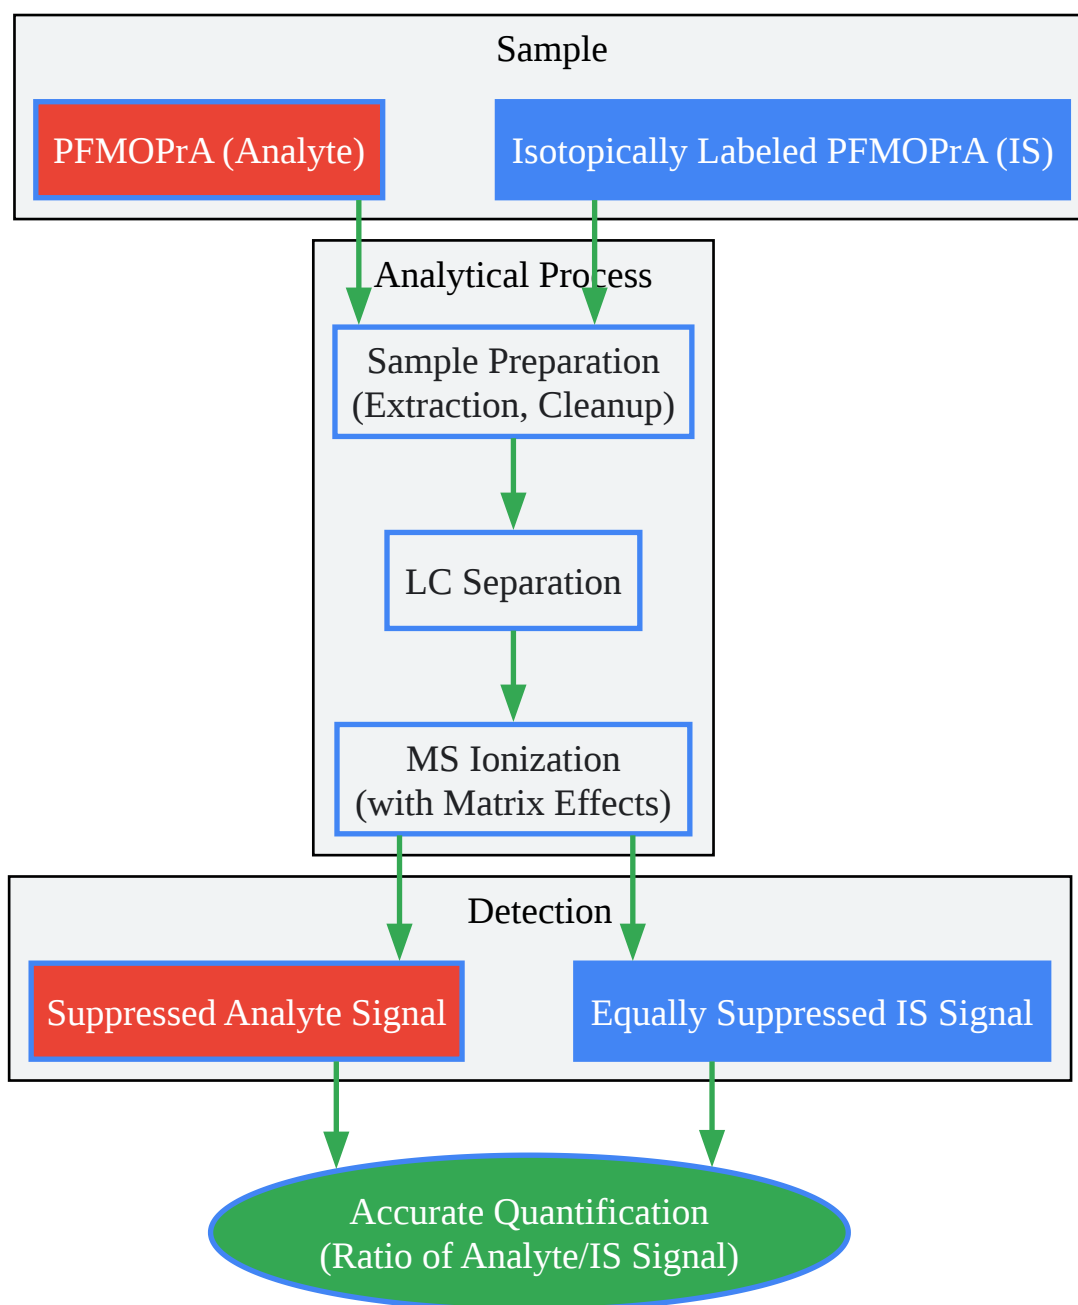 Sample
PFMOPrA (Analyte)
Isotopically Labeled PFMOPrA (IS)
Analytical Process
Sample Preparation
(Extraction, Cleanup)
LC Separation
MS Ionization
(with Matrix Effects)
Detection
Suppressed Analyte Signal
Equally Suppressed IS Signal
Accurate Quantification
(Ratio of Analyte/IS Signal)